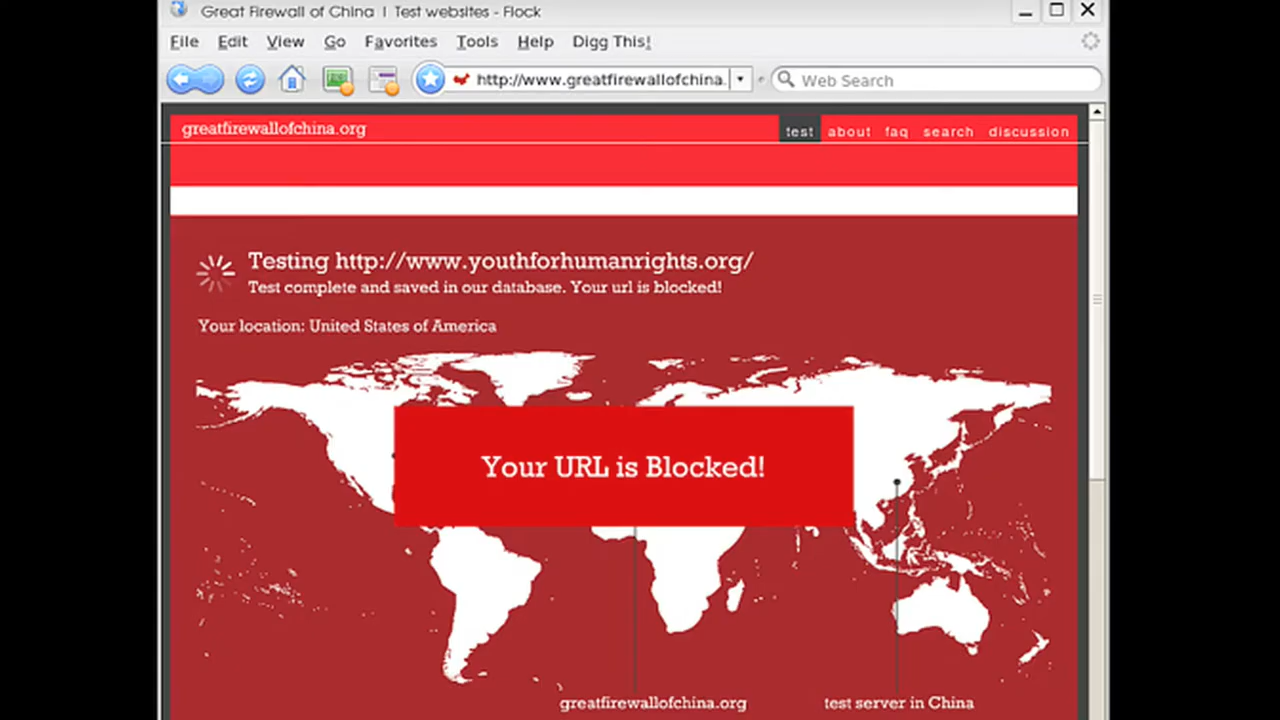 Great Firewall of China | Test websites - Flock
File Edit View Go Favorites Tools Help Digg This!
http://www.greatfirewallofchina. Web Search
greatfirewallofchina.org test about faq search discussion
Testing http://www.youthforhumanrights.org/
Test complete and saved in our database. Your url is blocked!
Your location: United States of America
Your URL is Blocked!
greatfirewallofchina.org test server in China